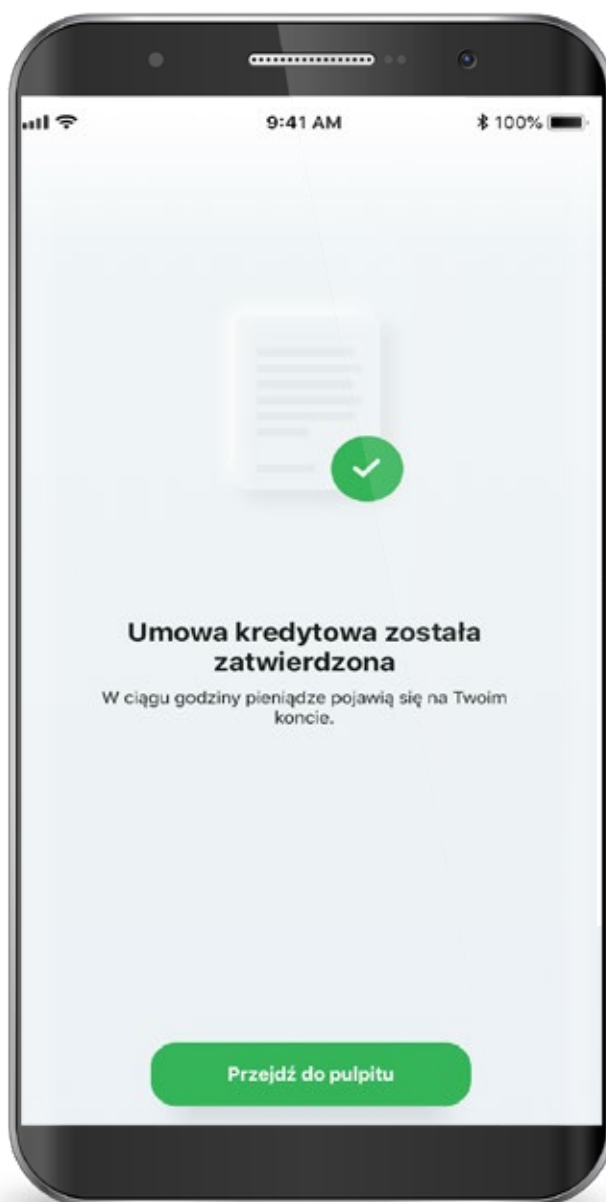 9:41 AM
100%
Umowa kredytowa została
zatwierdzona
W ciągu godziny pieniądze pojawią się na Twoim
koncie.
Przejdź do pulpitu